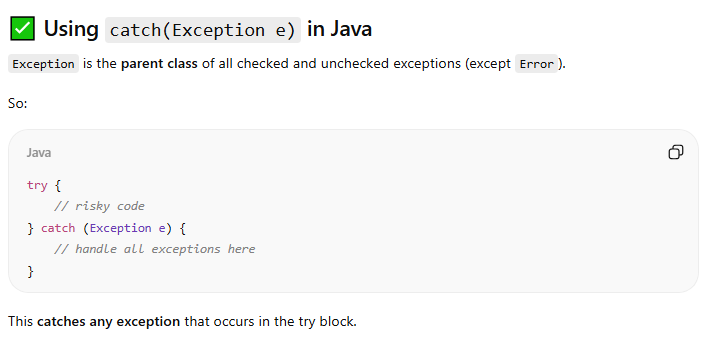 ✅ Using catch(Exception e) in Java
Exception is the parent class of all checked and unchecked exceptions (except Error).
So:
Java
try {
    // risky code
} catch (Exception e) {
    // handle all exceptions here
}
This catches any exception that occurs in the try block.